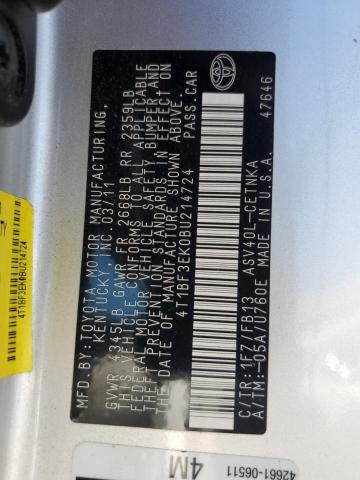 MFD.BY:TOYOTA MOTOR MANUFACTURING,
KENTUCKY,INC.03/11
GVWR 4345LB GAWR FR 2668LB RR 2359LB
THIS VEHICLE CONFORMS TO ALL APPLICABLE
FEDERAL MOTOR VEHICLE SAFETY BUMPER AND
THEFT PREVENTION STANDARDS IN EFFECT ON
THE DATE OF MANUFACTURE SHOWN ABOVE.
4T1BF3EK0BU214724 PASS.CAR
C/TR:1F7/FB13 ASV40L-CETNKA
A/TM:-05A/U760E U.S.A. 47646
4T1BF3EK0BU214724
4M
42661-06511